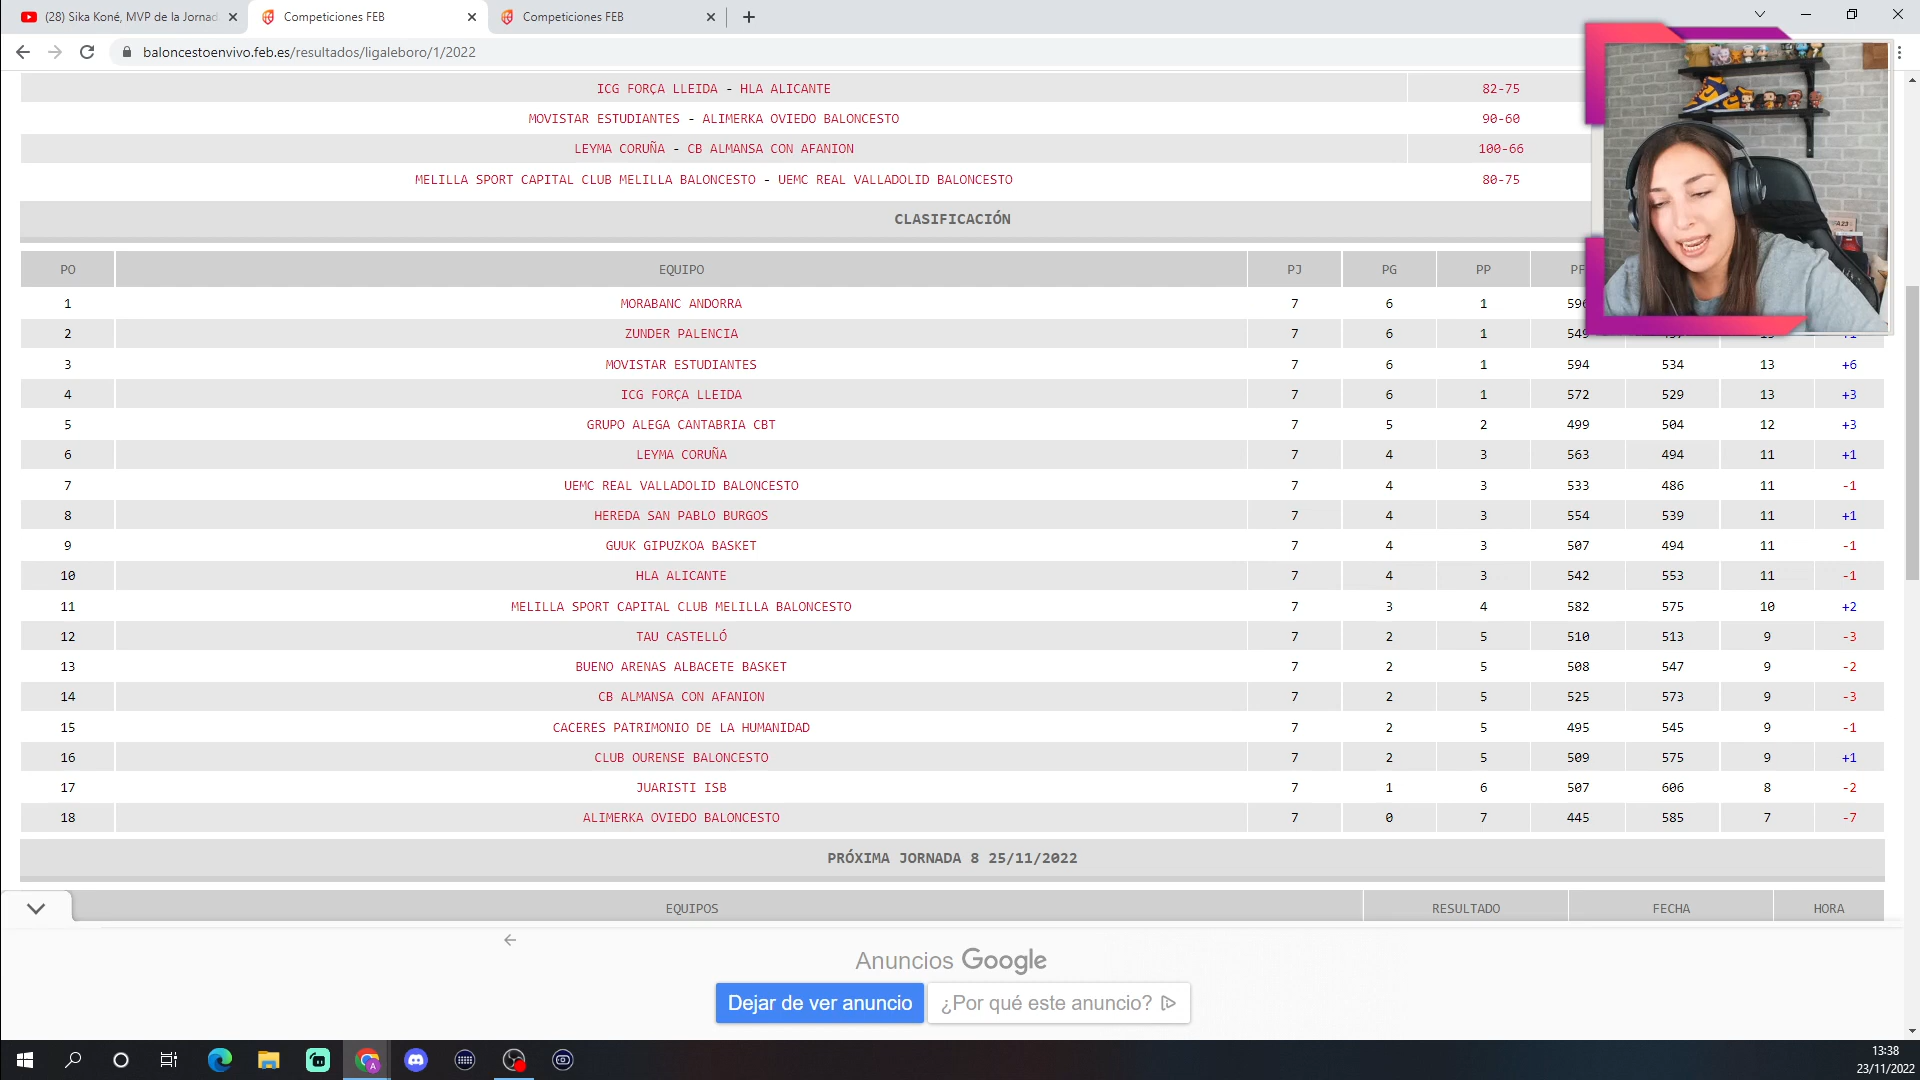 (28) Sika Koné, MVP de la Jornad
Competiciones FEB
Competiciones FEB
baloncestoenvivo.feb.es/resultados/ligaleboro/1/2022
ICG FORÇA LLEIDA - HLA ALICANTE 82-75
MOVISTAR ESTUDIANTES - ALIMERKA OVIEDO BALONCESTO 90-60
LEYMA CORUÑA - CB ALMANSA CON AFANION 100-66
MELILLA SPORT CAPITAL CLUB MELILLA BALONCESTO - UEMC REAL VALLADOLID BALONCESTO 80-75
CLASIFICACIÓN
PO EQUIPO PJ PG PP
1 MORABANC ANDORRA 7 6 1
2 ZUNDER PALENCIA 7 6 1 549
3 MOVISTAR ESTUDIANTES 7 6 1 594 534 13 +6
4 ICG FORÇA LLEIDA 7 6 1 572 529 13 +3
5 GRUPO ALEGA CANTABRIA CBT 7 5 2 499 504 12 +3
6 LEYMA CORUÑA 7 4 3 563 494 11 +1
7 UEMC REAL VALLADOLID BALONCESTO 7 4 3 533 486 11 -1
8 HEREDA SAN PABLO BURGOS 7 4 3 554 539 11 +1
9 GUUK GIPUZKOA BASKET 7 4 3 507 494 11 -1
10 HLA ALICANTE 7 4 3 542 553 11 -1
11 MELILLA SPORT CAPITAL CLUB MELILLA BALONCESTO 7 3 4 582 575 10 +2
12 TAU CASTELLÓ 7 2 5 510 513 9 -3
13 BUENO ARENAS ALBACETE BASKET 7 2 5 508 547 9 -2
14 CB ALMANSA CON AFANION 7 2 5 525 573 9 -3
15 CACERES PATRIMONIO DE LA HUMANIDAD 7 2 5 495 545 9 -1
16 CLUB OURENSE BALONCESTO 7 2 5 509 575 9 +1
17 JUARISTI ISB 7 1 6 507 606 8 -2
18 ALIMERKA OVIEDO BALONCESTO 7 0 7 445 585 7 -7
PRÓXIMA JORNADA 8 25/11/2022
EQUIPOS RESULTADO FECHA HORA
Anuncios Google
Dejar de ver anuncio
¿Por qué este anuncio?
13:38
23/11/2022